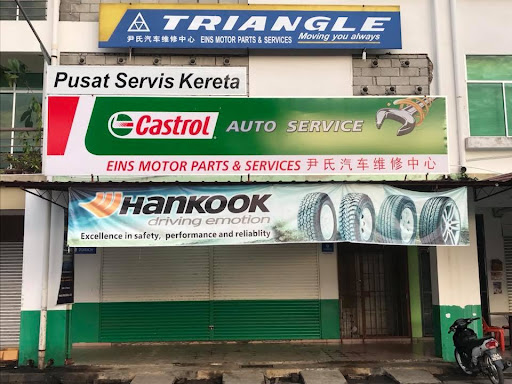 TRIANGLE
尹氏汽车维修中心 EINS MOTOR PARTS & SERVICES Moving you always
Pusat Servis Kereta
Castrol AUTO SERVICE
EINS MOTOR PARTS & SERVICES 尹氏汽车维修中心
HANKOOK
driving emotion
Excellence in safety, performance and reliablity